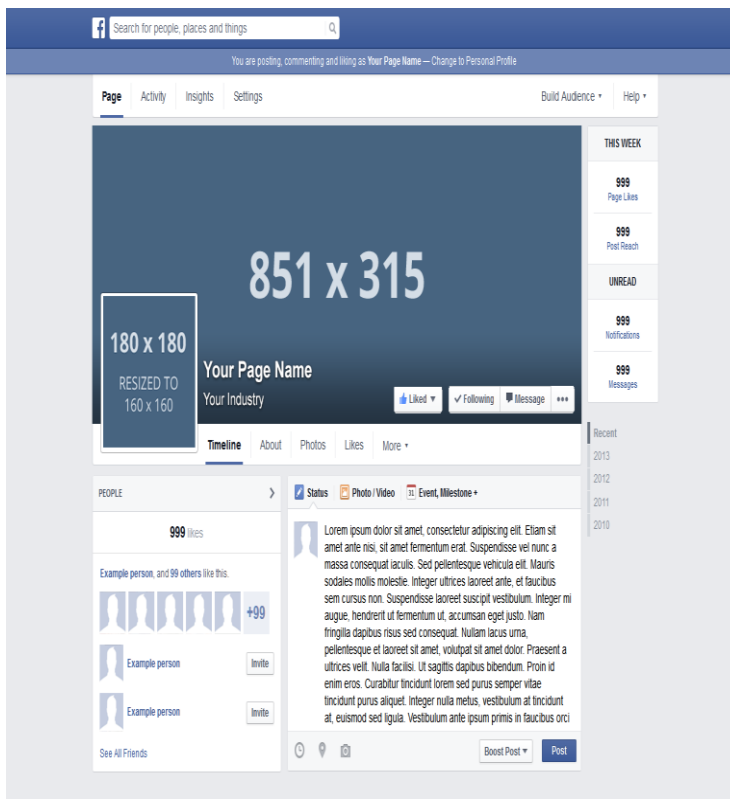 f
Search for people, places and things
You are posting, commenting and liking as Your Page Name — Change to Personal Profile
Page Activity Insights Settings Build Audience Help
851 x 315
180 x 180
RESIZED TO
160 x 160
Your Page Name
Your Industry
Liked Following Message
Timeline About Photos Likes More
THIS WEEK
999
Page Likes
999
Post Reach
UNREAD
999
Notifications
999
Messages
Recent
2013
2012
2011
2010
PEOPLE
999 likes
Example person, and 99 others like this.
+99
Example person Invite
Example person Invite
See All Friends
Status Photo / Video 31 Event, Milestone +
Lorem ipsum dolor sit amet, consectetur adipiscing elit. Etiam sit
amet ante nisi, sit amet fermentum erat. Suspendisse vel nunc a
massa consequat iaculis. Sed pellentesque vehicula elit. Mauris
sodales mollis molestie. Integer ultrices laoreet ante, et faucibus
sem cursus non. Suspendisse laoreet suscipit vestibulum. Integer mi
augue, hendrerit ut fermentum ut, accumsan eget justo. Nam
fringilla dapibus risus sed consequat. Nullam lacus urna,
pellentesque et laoreet sit amet, volutpat sit amet dolor. Praesent a
ultrices velit. Nulla facilisi. Ut sagittis dapibus bibendum. Proin id
enim eros. Curabitur tincidunt lorem sed purus semper vitae
tincidunt purus aliquet. Integer nulla metus, vestibulum at tincidunt
at, euismod sed ligula. Vestibulum ante ipsum primis in faucibus orci
Boost Post Post